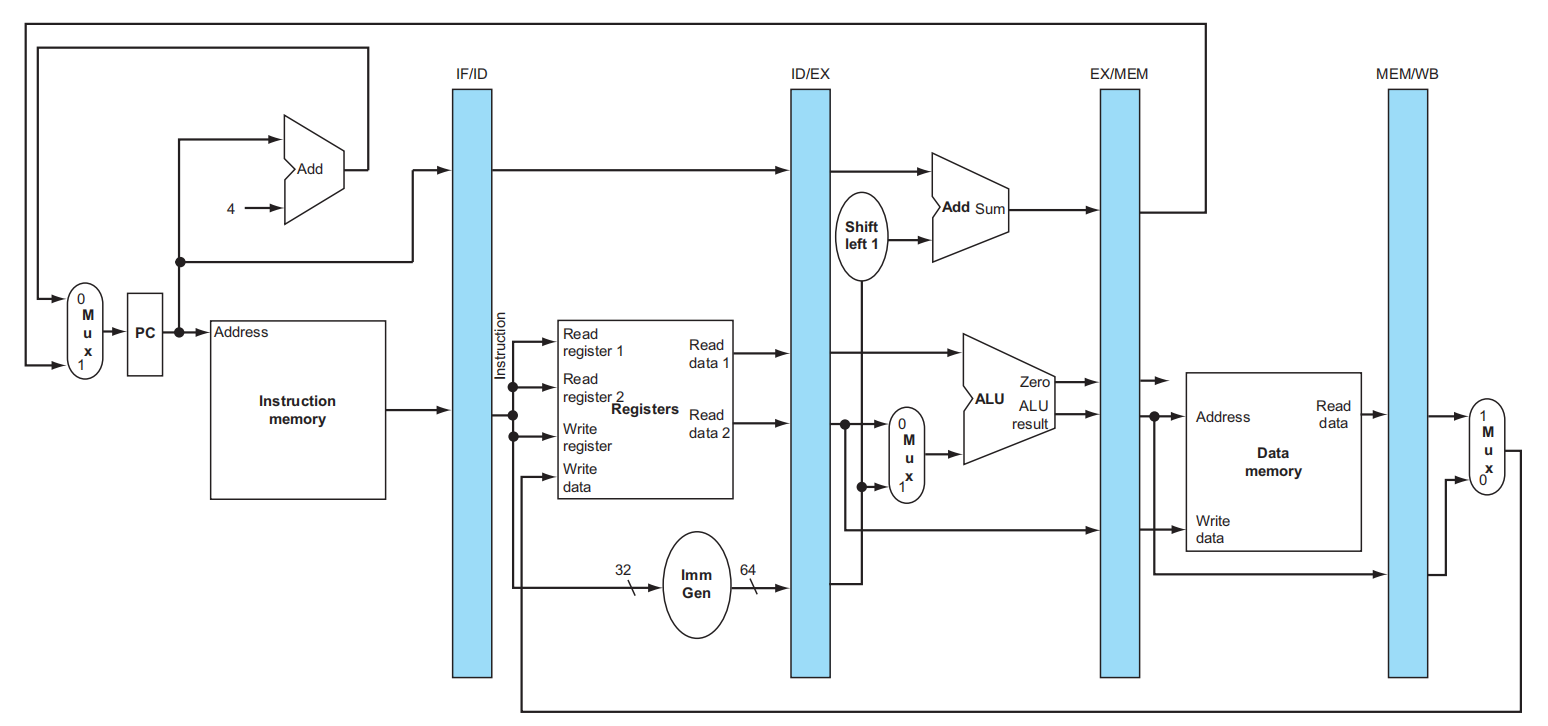 IF/ID
ID/EX
EX/MEM
MEM/WB
Add
4
Add Sum
Shift
left 1
0
M
u
x
1
PC
Address
Instruction
memory
Instruction
Read
register 1
Read
register 2
Write
register
Write
data
Registers
Read
data 1
Read
data 2
0
M
u
x
1
ALU
Zero
ALU
result
Address
Read
data
Data
memory
Write
data
1
M
u
x
0
32
Imm
Gen
64